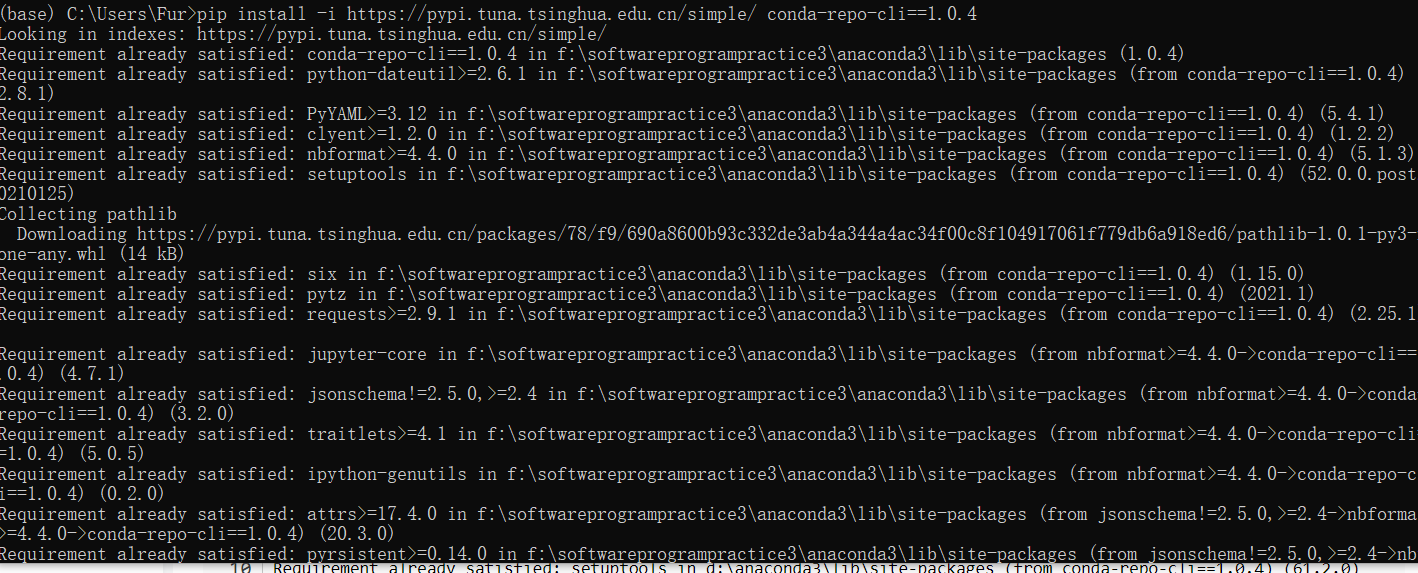 (base) C:\Users\Fur>pip install -i https://pypi.tuna.tsinghua.edu.cn/simple/ conda-repo-cli==1.0.4
Looking in indexes: https://pypi.tuna.tsinghua.edu.cn/simple/
Requirement already satisfied: conda-repo-cli==1.0.4 in f:\softwareprogrampractice3\anaconda3\lib\site-packages (1.0.4)
Requirement already satisfied: python-dateutil>=2.6.1 in f:\softwareprogrampractice3\anaconda3\lib\site-packages (from conda-repo-cli==1.0.4)
2.8.1)
Requirement already satisfied: PyYAML>=3.12 in f:\softwareprogrampractice3\anaconda3\lib\site-packages (from conda-repo-cli==1.0.4) (5.4.1)
Requirement already satisfied: clyent>=1.2.0 in f:\softwareprogrampractice3\anaconda3\lib\site-packages (from conda-repo-cli==1.0.4) (1.2.2)
Requirement already satisfied: nbformat>=4.4.0 in f:\softwareprogrampractice3\anaconda3\lib\site-packages (from conda-repo-cli==1.0.4) (5.1.3)
Requirement already satisfied: setuptools in f:\softwareprogrampractice3\anaconda3\lib\site-packages (from conda-repo-cli==1.0.4) (52.0.0.post
0210125)
Collecting pathlib
Downloading https://pypi.tuna.tsinghua.edu.cn/packages/78/f9/690a8600b93c332de3ab4a344a4ac34f00c8f104917061f779db6a918ed6/pathlib-1.0.1-py3-
one-any.whl (14 kB)
Requirement already satisfied: six in f:\softwareprogrampractice3\anaconda3\lib\site-packages (from conda-repo-cli==1.0.4) (1.15.0)
Requirement already satisfied: pytz in f:\softwareprogrampractice3\anaconda3\lib\site-packages (from conda-repo-cli==1.0.4) (2021.1)
Requirement already satisfied: requests>=2.9.1 in f:\softwareprogrampractice3\anaconda3\lib\site-packages (from conda-repo-cli==1.0.4) (2.25.1
Requirement already satisfied: jupyter-core in f:\softwareprogrampractice3\anaconda3\lib\site-packages (from nbformat>=4.4.0->conda-repo-cli==
.0.4) (4.7.1)
Requirement already satisfied: jsonschema!=2.5.0,>=2.4 in f:\softwareprogrampractice3\anaconda3\lib\site-packages (from nbformat>=4.4.0->conda
repo-cli==1.0.4) (3.2.0)
Requirement already satisfied: traitlets>=4.1 in f:\softwareprogrampractice3\anaconda3\lib\site-packages (from nbformat>=4.4.0->conda-repo-cli
=1.0.4) (5.0.5)
Requirement already satisfied: ipython-genutils in f:\softwareprogrampractice3\anaconda3\lib\site-packages (from nbformat>=4.4.0->conda-repo-c
i==1.0.4) (0.2.0)
Requirement already satisfied: attrs>=17.4.0 in f:\softwareprogrampractice3\anaconda3\lib\site-packages (from jsonschema!=2.5.0,>=2.4->nbforma
>=4.4.0->conda-repo-cli==1.0.4) (20.3.0)
Requirement already satisfied: pyrsistent>=0.14.0 in f:\softwareprogrampractice3\anaconda3\lib\site-packages (from jsonschema!=2.5.0,>=2.4->nb
10 Requirement already satisfied: setuptools in d:\anaconda3\lib\site-packages (from conda-repo-cli==1.0.4) (61.2.0)